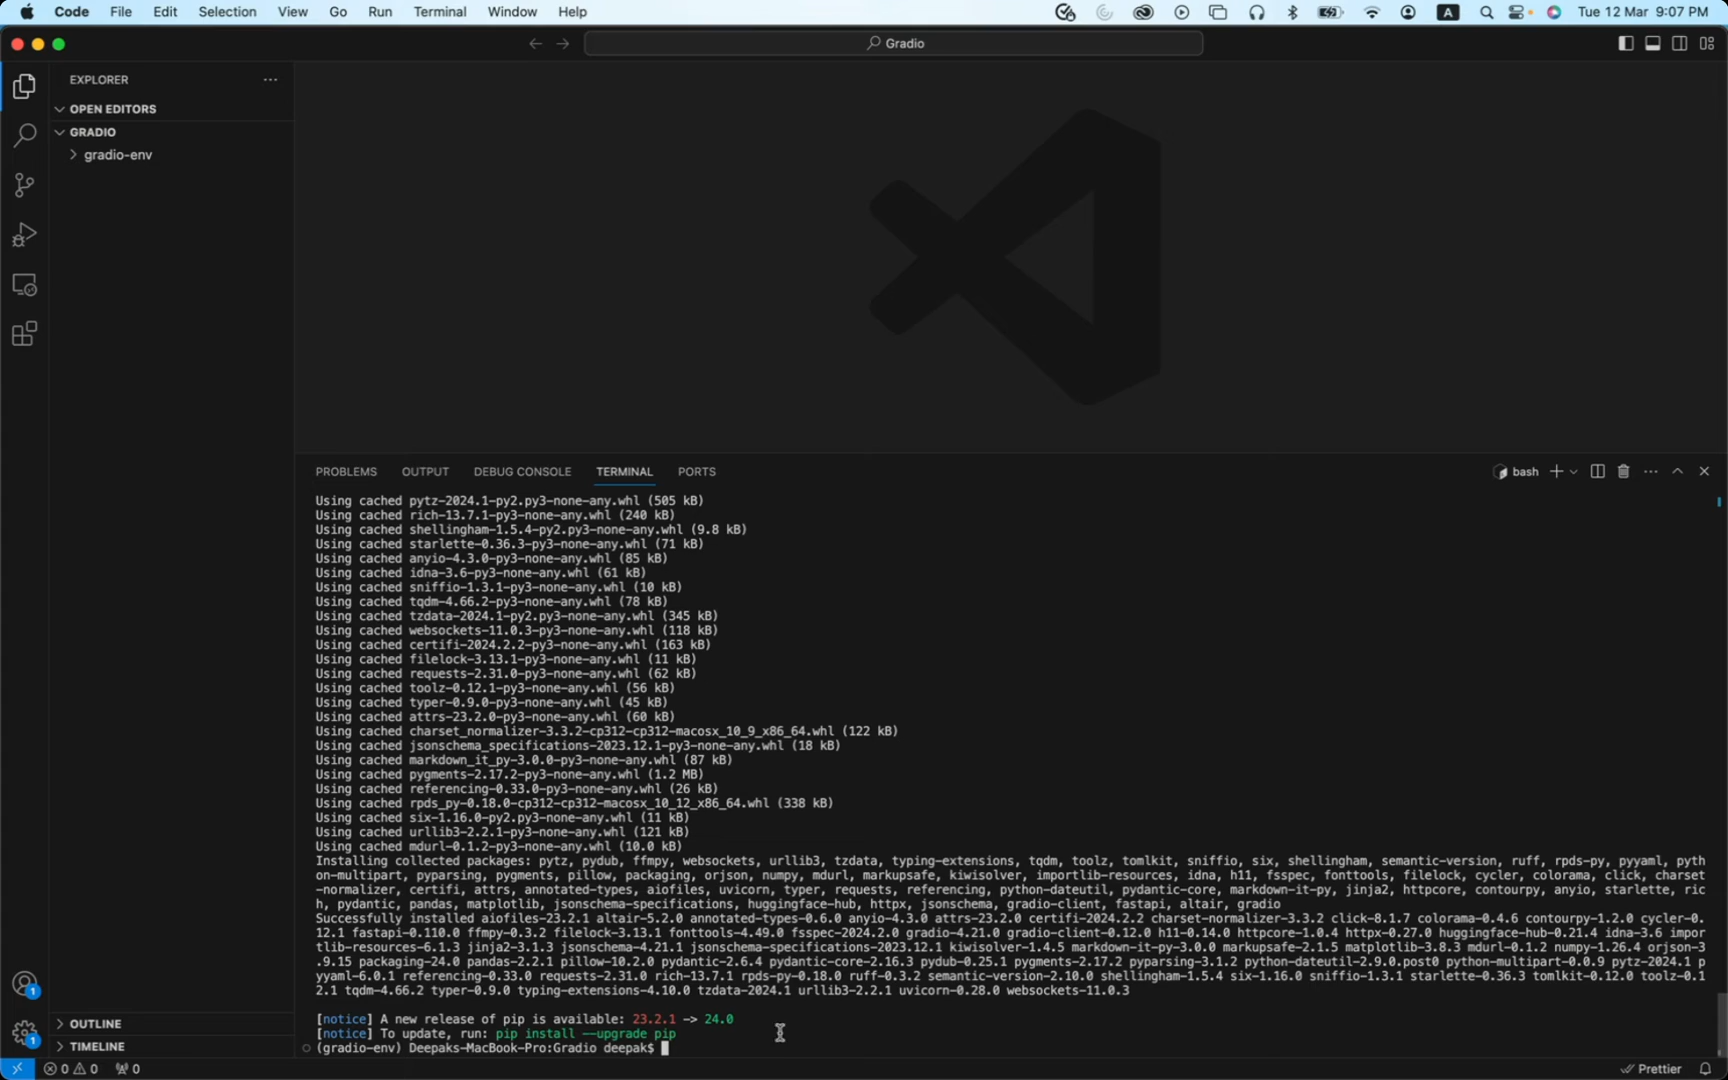 Code File Edit Selection View Go Run Terminal Window Help A Tue 12 Mar 9:07 PM
Gradio
EXPLORER
OPEN EDITORS
GRADIO
gradio-env
PROBLEMS OUTPUT DEBUG CONSOLE TERMINAL PORTS bash
Using cached pytz-2024.1-py2.py3-none-any.whl (505 kB)
Using cached rich-13.7.1-py3-none-any.whl (240 kB)
Using cached shellingham-1.5.4-py2.py3-none-any.whl (9.8 kB)
Using cached starlette-0.36.3-py3-none-any.whl (71 kB)
Using cached anyio-4.3.0-py3-none-any.whl (85 kB)
Using cached idna-3.6-py3-none-any.whl (61 kB)
Using cached sniffio-1.3.1-py3-none-any.whl (10 kB)
Using cached tqdm-4.66.2-py3-none-any.whl (78 kB)
Using cached tzdata-2024.1-py2.py3-none-any.whl (345 kB)
Using cached websockets-11.0.3-py3-none-any.whl (118 kB)
Using cached certifi-2024.2.2-py3-none-any.whl (163 kB)
Using cached filelock-3.13.1-py3-none-any.whl (11 kB)
Using cached requests-2.31.0-py3-none-any.whl (62 kB)
Using cached toolz-0.12.1-py3-none-any.whl (56 kB)
Using cached typer-0.9.0-py3-none-any.whl (45 kB)
Using cached attrs-23.2.0-py3-none-any.whl (60 kB)
Using cached charset_normalizer-3.3.2-cp312-cp312-macosx_10_9_x86_64.whl (122 kB)
Using cached jsonschema_specifications-2023.12.1-py3-none-any.whl (18 kB)
Using cached markdown_it_py-3.0.0-py3-none-any.whl (87 kB)
Using cached pygments-2.17.2-py3-none-any.whl (1.2 MB)
Using cached referencing-0.33.0-py3-none-any.whl (26 kB)
Using cached rpds_py-0.18.0-cp312-cp312-macosx_10_12_x86_64.whl (338 kB)
Using cached six-1.16.0-py2.py3-none-any.whl (11 kB)
Using cached urllib3-2.2.1-py3-none-any.whl (121 kB)
Using cached mdurl-0.1.2-py3-none-any.whl (10.0 kB)
Installing collected packages: pytz, pydub, ffmpy, websockets, urllib3, tzdata, typing-extensions, tqdm, toolz, tomlkit, sniffio, six, shellingham, semantic-version, ruff, rpds-py, pyyaml, pyth
on-multipart, pyparsing, pygments, pillow, packaging, orjson, numpy, mdurl, markupsafe, kiwisolver, importlib-resources, idna, h11, fsspec, fonttools, filelock, cycler, colorama, click, charset
-normalizer, certifi, attrs, annotated-types, aiofiles, uvicorn, typer, requests, referencing, python-dateutil, pydantic-core, markdown-it-py, jinja2, httpcore, contourpy, anyio, starlette, ric
h, pydantic, pandas, matplotlib, jsonschema-specifications, huggingface-hub, httpx, jsonschema, gradio-client, fastapi, altair, gradio
Successfully installed aiofiles-23.2.1 altair-5.2.0 annotated-types-0.6.0 anyio-4.3.0 attrs-23.2.0 certifi-2024.2.2 charset-normalizer-3.3.2 click-8.1.7 colorama-0.4.6 contourpy-1.2.0 cycler-0.
12.1 fastapi-0.110.0 ffmpy-0.3.2 filelock-3.13.1 fonttools-4.49.0 fsspec-2024.2.0 gradio-4.21.0 gradio-client-0.12.0 h11-0.14.0 httpcore-1.0.4 httpx-0.27.0 huggingface-hub-0.21.4 idna-3.6 impor
tlib-resources-6.1.3 jinja2-3.1.3 jsonschema-4.21.1 jsonschema-specifications-2023.12.1 kiwisolver-1.4.5 markdown-it-py-3.0.0 markupsafe-2.1.5 matplotlib-3.8.3 mdurl-0.1.2 numpy-1.26.4 orjson-3
.9.15 packaging-24.0 pandas-2.2.1 pillow-10.2.0 pydantic-2.6.4 pydantic-core-2.16.3 pydub-0.25.1 pygments-2.17.2 pyparsing-3.1.2 python-dateutil-2.9.0.post0 python-multipart-0.0.9 pytz-2024.1 p
yyaml-6.0.1 referencing-0.33.0 requests-2.31.0 rich-13.7.1 rpds-py-0.18.0 ruff-0.3.2 semantic-version-2.10.0 shellingham-1.5.4 six-1.16.0 sniffio-1.3.1 starlette-0.36.3 tomlkit-0.12.0 toolz-0.1
2.1 tqdm-4.66.2 typer-0.9.0 typing-extensions-4.10.0 tzdata-2024.1 urllib3-2.2.1 uvicorn-0.28.0 websockets-11.0.3
[notice] A new release of pip is available: 23.2.1 -> 24.0
[notice] To update, run: pip install --upgrade pip
(gradio-env) Deepaks-MacBook-Pro:Gradio deepak$
1
1
OUTLINE
TIMELINE
0 0 0 Prettier